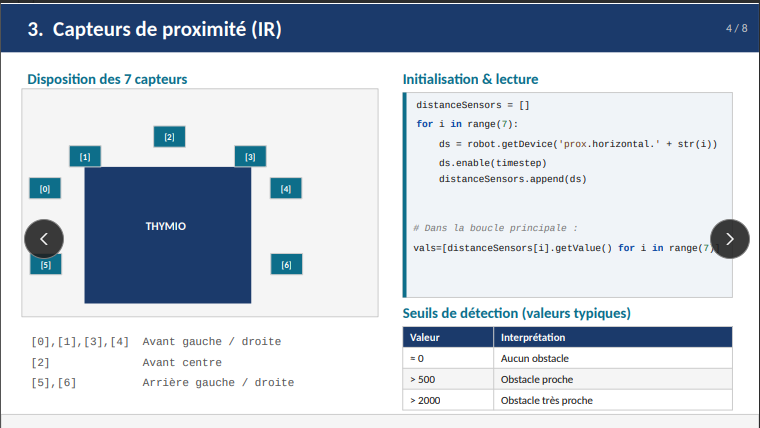 3. Capteurs de proximité (IR)
4 / 8
Disposition des 7 capteurs
[2]
[1]
[3]
[0]
[4]
THYMIO
[5]
[6]
[0],[1],[3],[4] Avant gauche / droite
[2] Avant centre
[5],[6] Arrière gauche / droite
Initialisation & lecture
distanceSensors = []
for i in range(7):
ds = robot.getDevice('prox.horizontal.' + str(i))
ds.enable(timestep)
distanceSensors.append(ds)
# Dans la boucle principale :
vals=[distanceSensors[i].getValue() for i in range(7)]
Seuils de détection (valeurs typiques)
Valeur Interprétation
≈ 0 Aucun obstacle
> 500 Obstacle proche
> 2000 Obstacle très proche